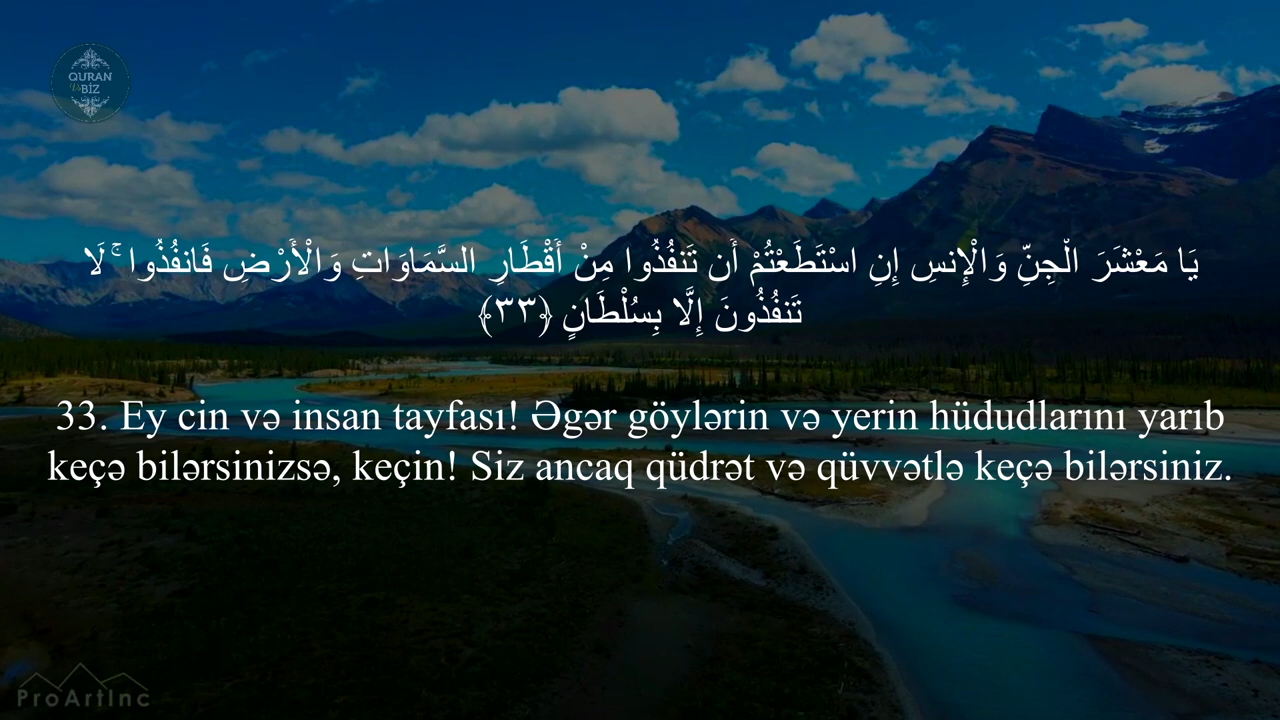 QURAN
Və
BİZ
يَا مَعْشَرَ الْجِنِّ وَالْإِنسِ إِنِ اسْتَطَعْتُمْ أَن تَنفُذُوا مِنْ أَقْطَارِ السَّمَاوَاتِ وَالْأَرْضِ فَانفُذُوا ۚ لَا
تَنفُذُونَ إِلَّا بِسُلْطَانٍ ﴿٣٣﴾
33. Ey cin və insan tayfası! Əgər göylərin və yerin hüdudlarını yarıb
keçə bilərsinizsə, keçin! Siz ancaq qüdrət və qüvvətlə keçə bilərsiniz.
ProArtInc